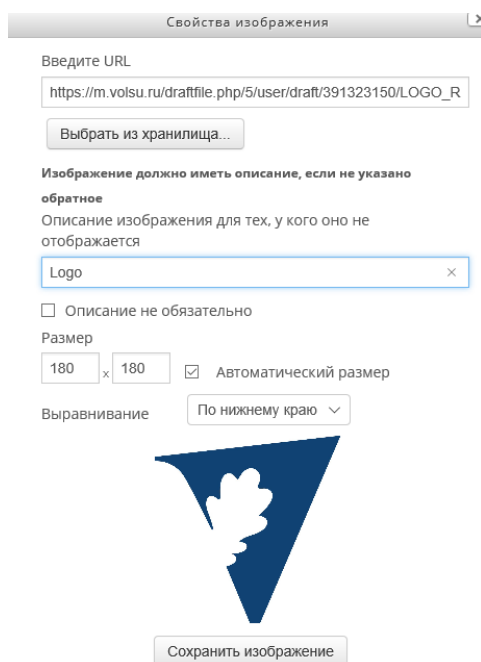 Свойства изображения
Введите URL
https://m.volsu.ru/draftfile.php/5/user/draft/391323150/LOGO_R
Выбрать из хранилища...
Изображение должно иметь описание, если не указано
обратное
Описание изображения для тех, у кого оно не
отображается
Logo
Описание не обязательно
Размер
180 x 180 Автоматический размер
Выравнивание По нижнему краю
Сохранить изображение